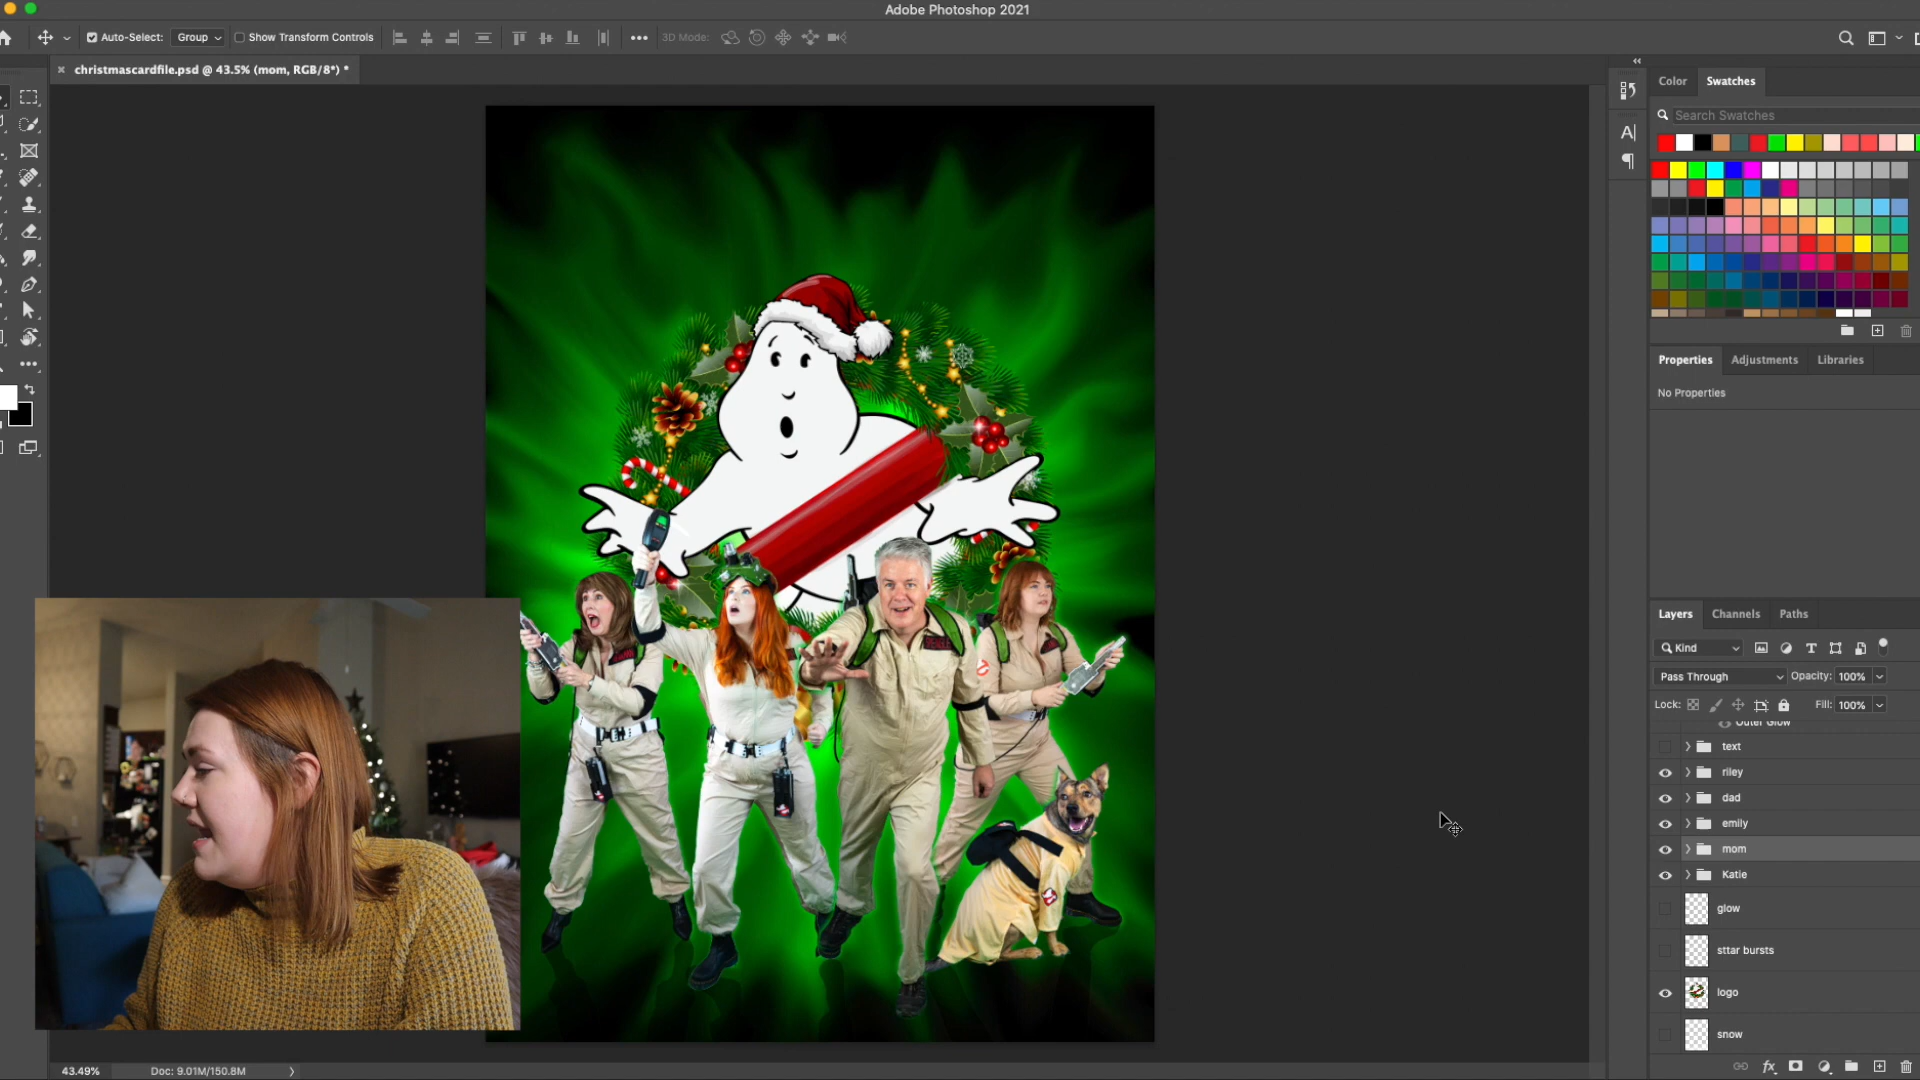 Adobe Photoshop 2021
Auto-Select: Group Show Transform Controls 3D Mode:
christmascardfile.psd @ 43.5% (mom, RGB/8*) *
Color Swatches
Search Swatches
Properties Adjustments Libraries
No Properties
Layers Channels Paths
Kind
Pass Through Opacity: 100%
Lock: Fill: 100%
Outer Glow
text
riley
dad
emily
mom
Katie
glow
sttar bursts
logo
snow
43.49% Doc: 9.01M/150.8M